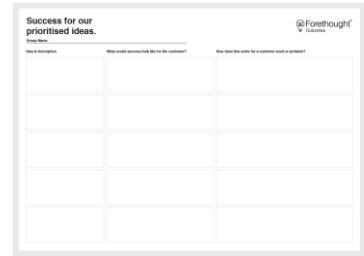 Success for our
prioritised ideas.
Forethought
Outcomes
Group Name:
Idea & description
What would success look like for the customer?
How does this solve for a customer need or problem?